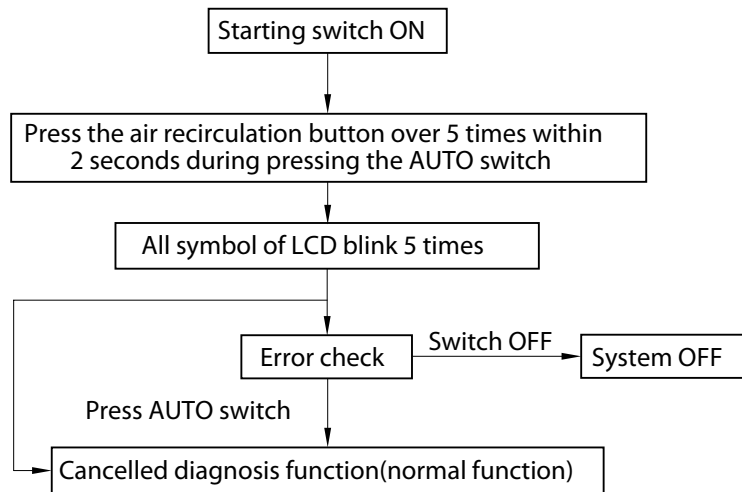 Starting switch ON
Press the air recirculation button over 5 times within
2 seconds during pressing the AUTO switch
All symbol of LCD blink 5 times
Error check
Switch OFF
System OFF
Press AUTO switch
Cancelled diagnosis function(normal function)